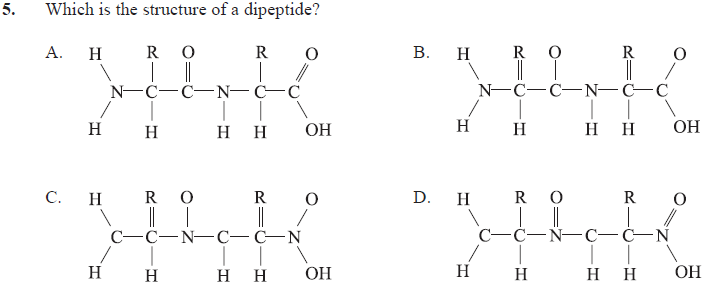 5. Which is the structure of a dipeptide?
A. H R O R O B. H R O R O
N C C N C C N C C N C C
H H H H OH H H H H OH
C. H R O R O D. H R O R O
C C N C C N C C N C C N
H H H H OH H H H H OH